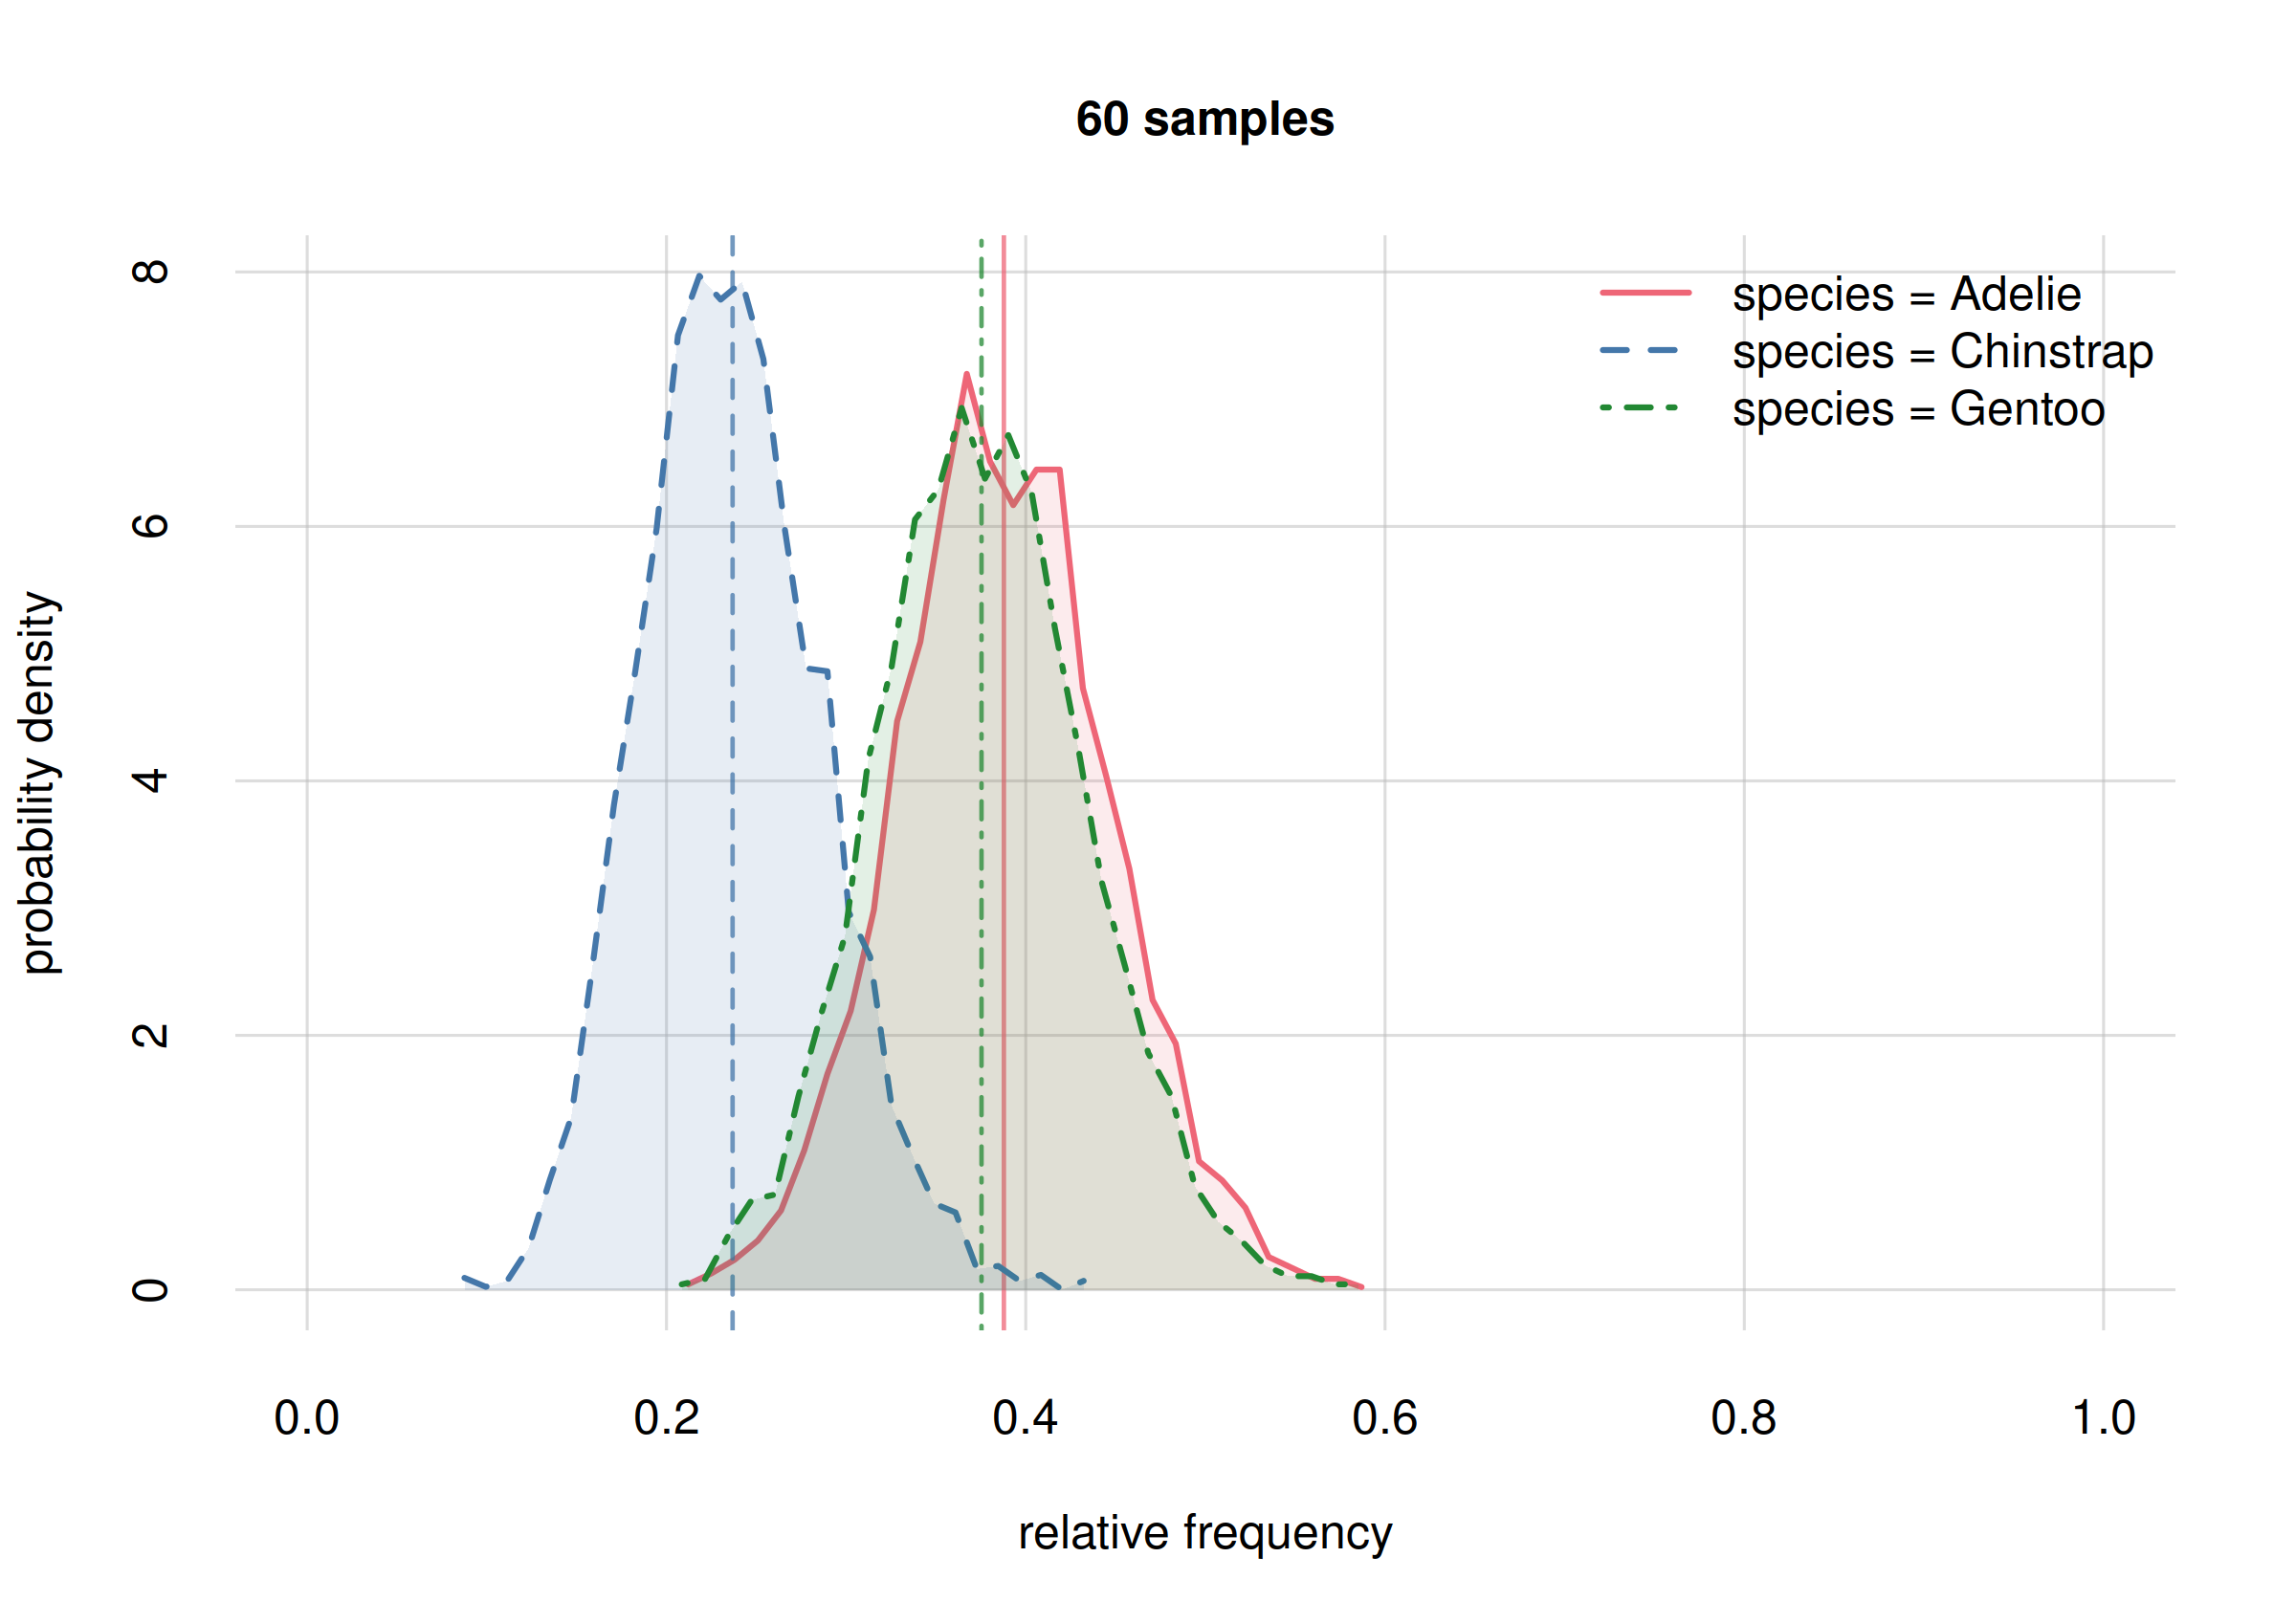 60 samples
species = Adelie
species = Chinstrap
species = Gentoo
probability density
8
6
4
2
0
0.0 0.2 0.4 0.6 0.8 1.0
relative frequency